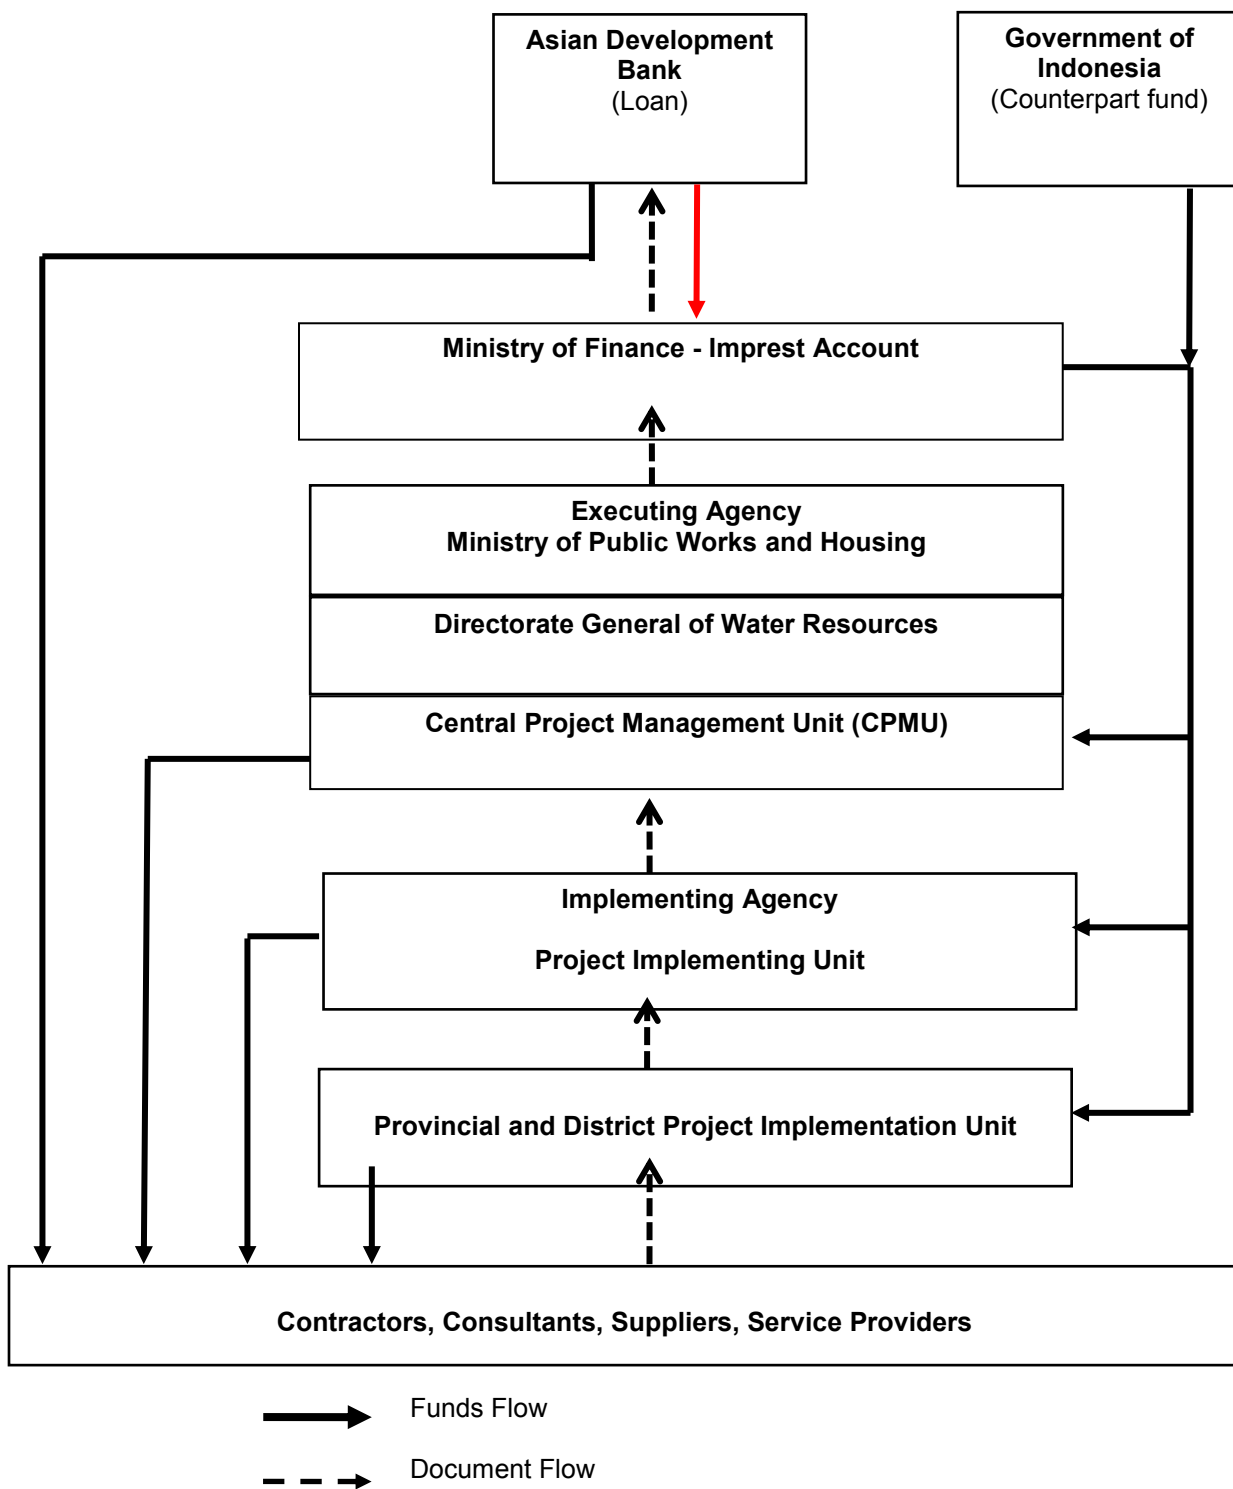 Asian Development
Bank
(Loan)
Government of
Indonesia
(Counterpart fund)
Ministry of Finance - Imprest Account
Executing Agency
Ministry of Public Works and Housing
Directorate General of Water Resources
Central Project Management Unit (CPMU)
Implementing Agency
Project Implementing Unit
Provincial and District Project Implementation Unit
Contractors, Consultants, Suppliers, Service Providers
Funds Flow
Document Flow